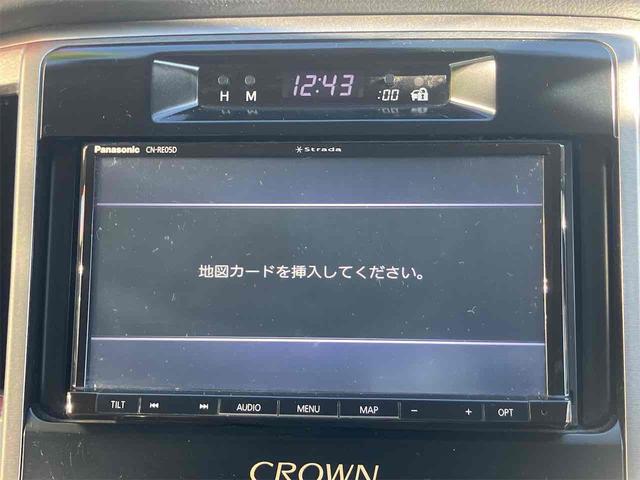 12:43
H M :00
Panasonic CN-RE05D Strada
地図カードを挿入してください。
TILT AUDIO MENU MAP − + OPT
CROWN